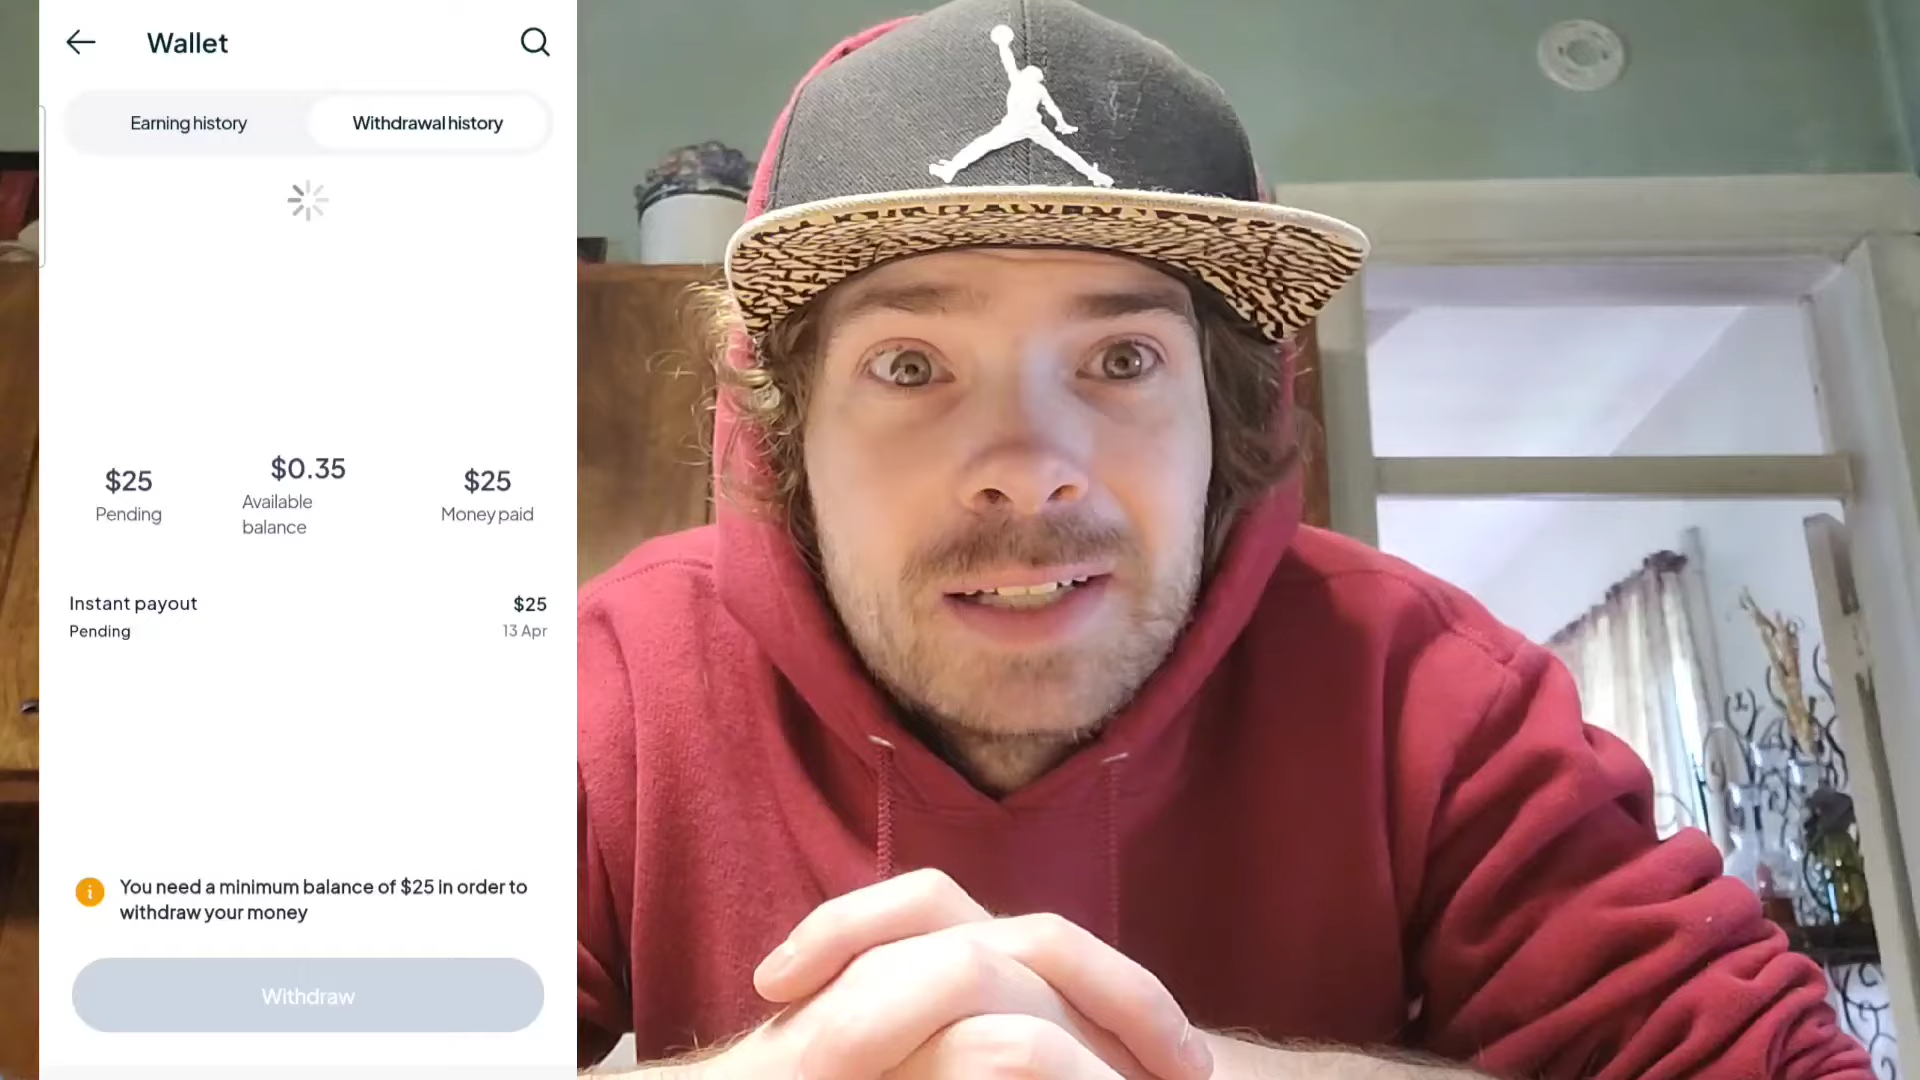 Wallet
Earning history
Withdrawal history
$25
Pending
$0.35
Available
balance
$25
Money paid
Instant payout
$25
Pending
13 Apr
You need a minimum balance of $25 in order to
withdraw your money
Withdraw